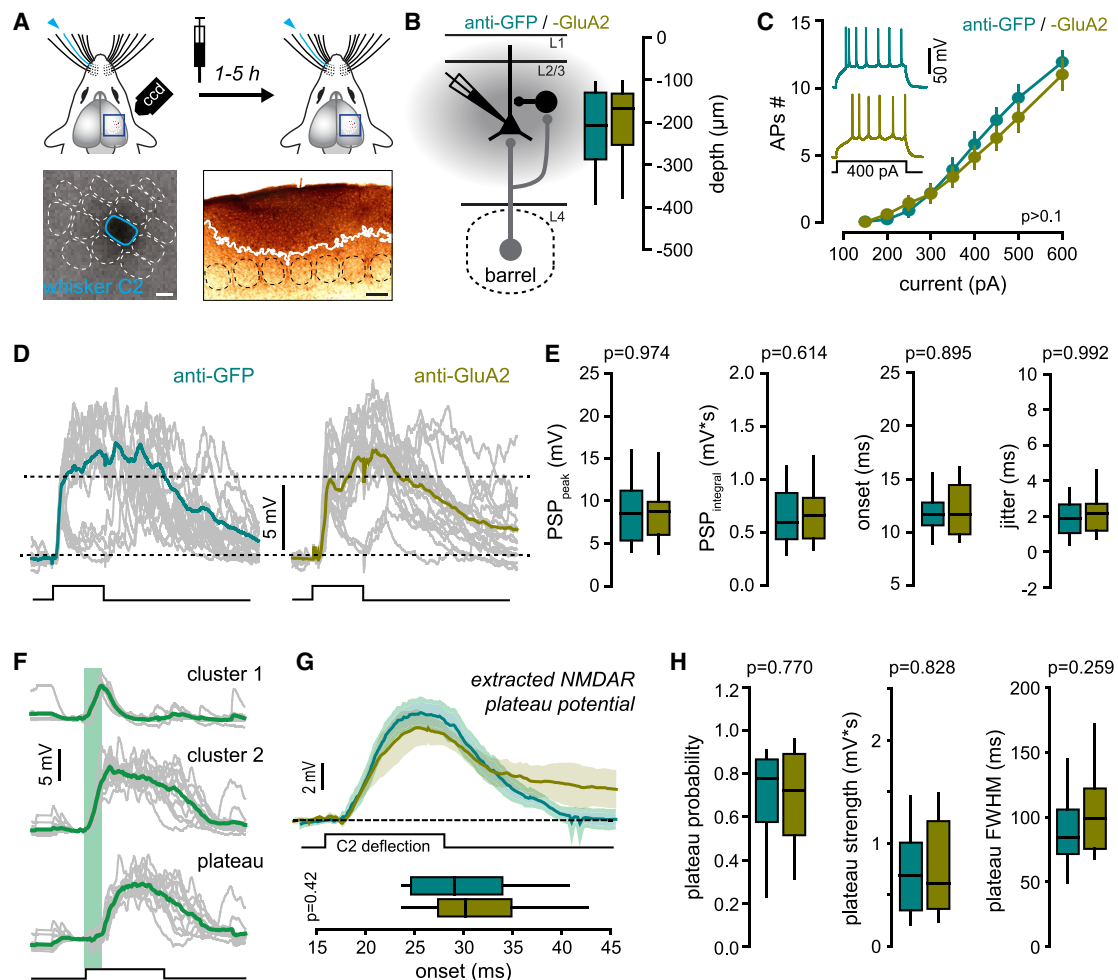 A
ccd
1-5 h
whisker C2
B
anti-GFP / -GluA2
L1
L2/3
L4
barrel
0
-100
-200
-300
-400
-500
depth (µm)
C
anti-GFP / -GluA2
50 mV
400 pA
APs #
15
10
5
0
p>0.1
100
200
300
400
500
600
current (pA)
D
anti-GFP
anti-GluA2
5 mV
E
p=0.974
PSPpeak (mV)
25
20
15
10
5
0
p=0.614
PSPintegral (mV*s)
2.0
1.5
1.0
0.5
0.0
p=0.895
onset (ms)
25
20
15
10
5
p=0.992
jitter (ms)
10
8
6
4
2
0
-2
F
cluster 1
cluster 2
5 mV
plateau
G
extracted NMDAR
plateau potential
2 mV
C2 deflection
p=0.42
15
20
25
30
35
40
45
onset (ms)
H
p=0.770
plateau probability
1.2
1.0
0.8
0.6
0.4
0.2
0.0
p=0.828
plateau strength (mV*s)
2
1
0
p=0.259
plateau FWHM (ms)
200
150
100
50
0